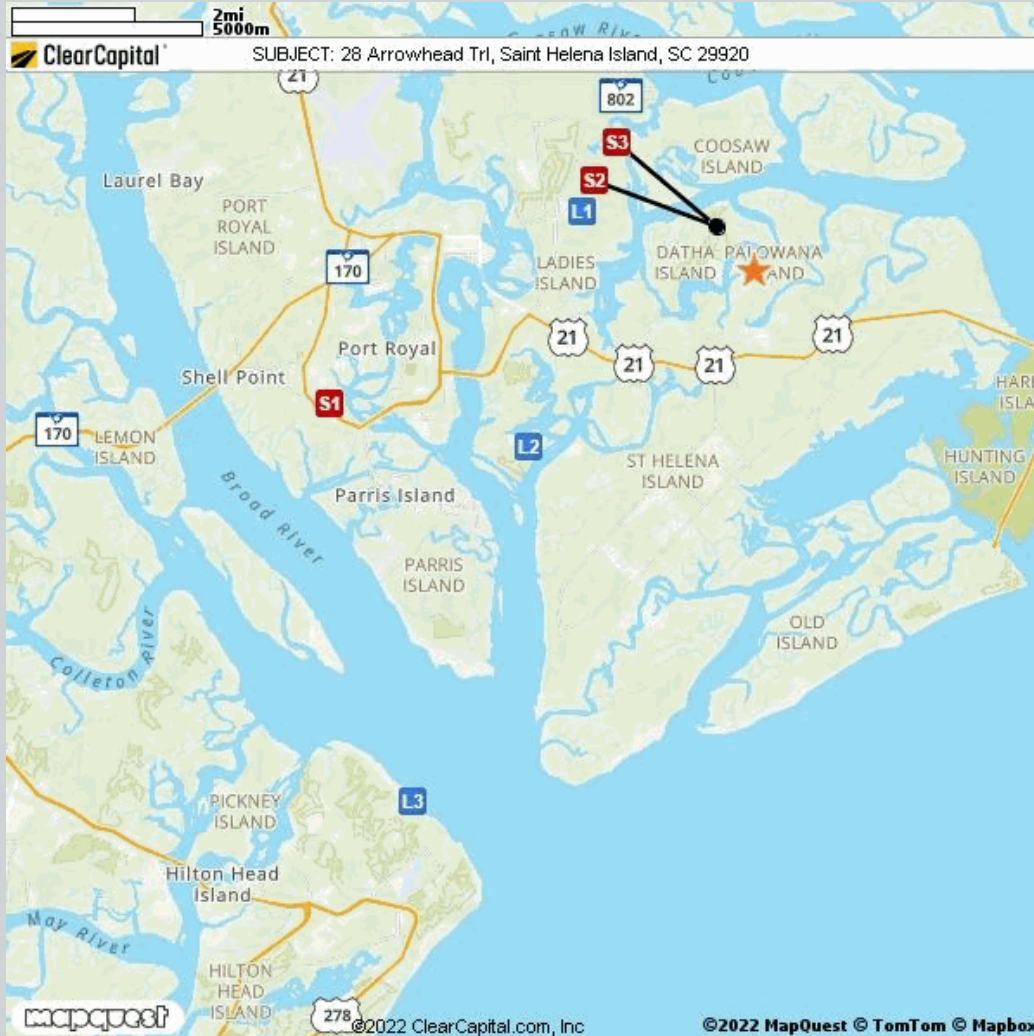 2mi
5000m
ClearCapital
SUBJECT: 28 Arrowhead Trl, Saint Helena Island, SC 29920
21
802
S3
COOSAW
ISLAND
Laurel Bay
S2
PORT
ROYAL
ISLAND
L1
170
LADIES
ISLAND
DATHA
ISLAND
21
21
21
21
Port Royal
Shell Point
S1
170
LEMON
ISLAND
L2
ST HELENA
ISLAND
HUNTING
ISLAND
Broad River
Parris Island
PARRIS
ISLAND
OLD
ISLAND
Colleton River
PICKNEY
ISLAND
L3
Hilton Head
Island
May River
HILTON
HEAD
ISLAND
278
mapquest
©2022 ClearCapital.com, Inc
©2022 MapQuest © TomTom © Mapbo